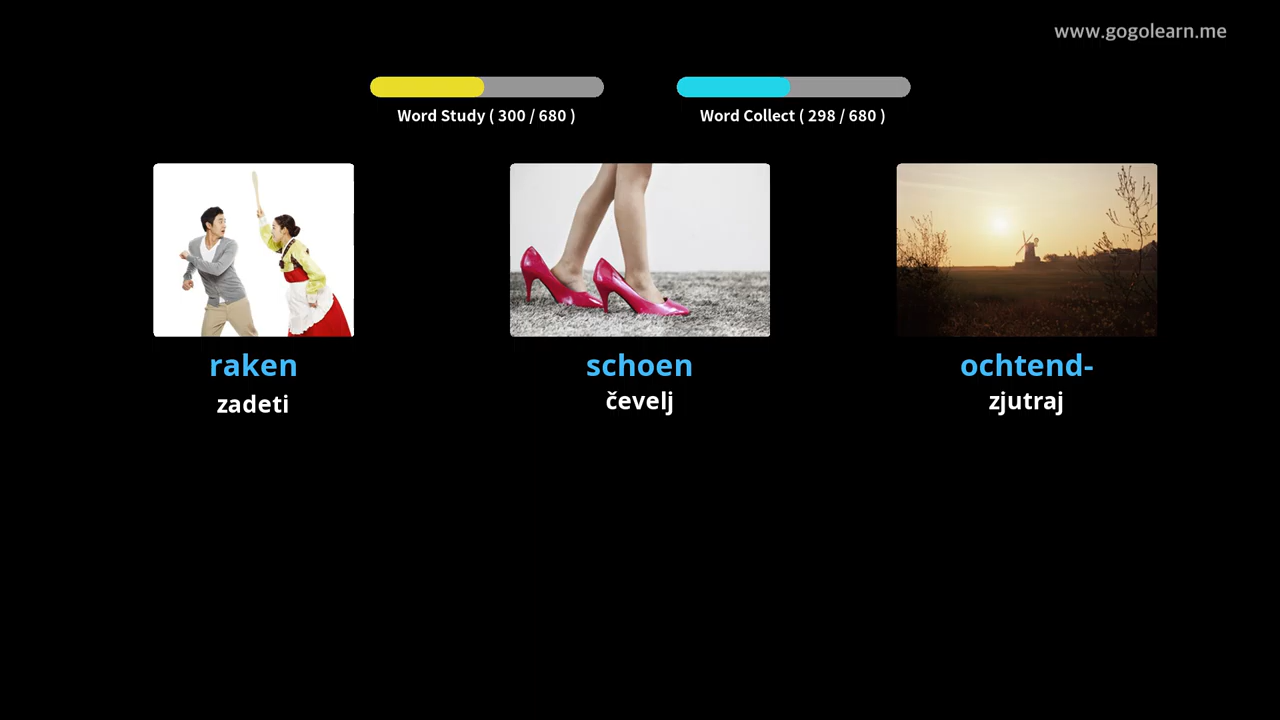 www.gogolearn.me
Word Study ( 300 / 680 )
Word Collect ( 298 / 680 )
raken
schoen
ochtend-
zadeti
čevelj
zjutraj